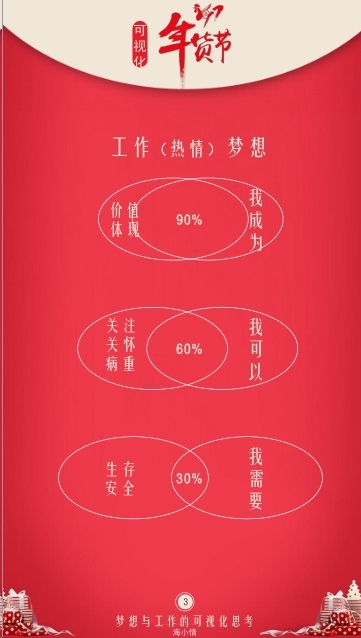 可视化
年货节
工作（热情）梦想
价值
体现
90%
我成为
关注
关怀
病重
60%
我可以
生存
安全
30%
我需要
3
梦想与工作的可视化思考
海小情